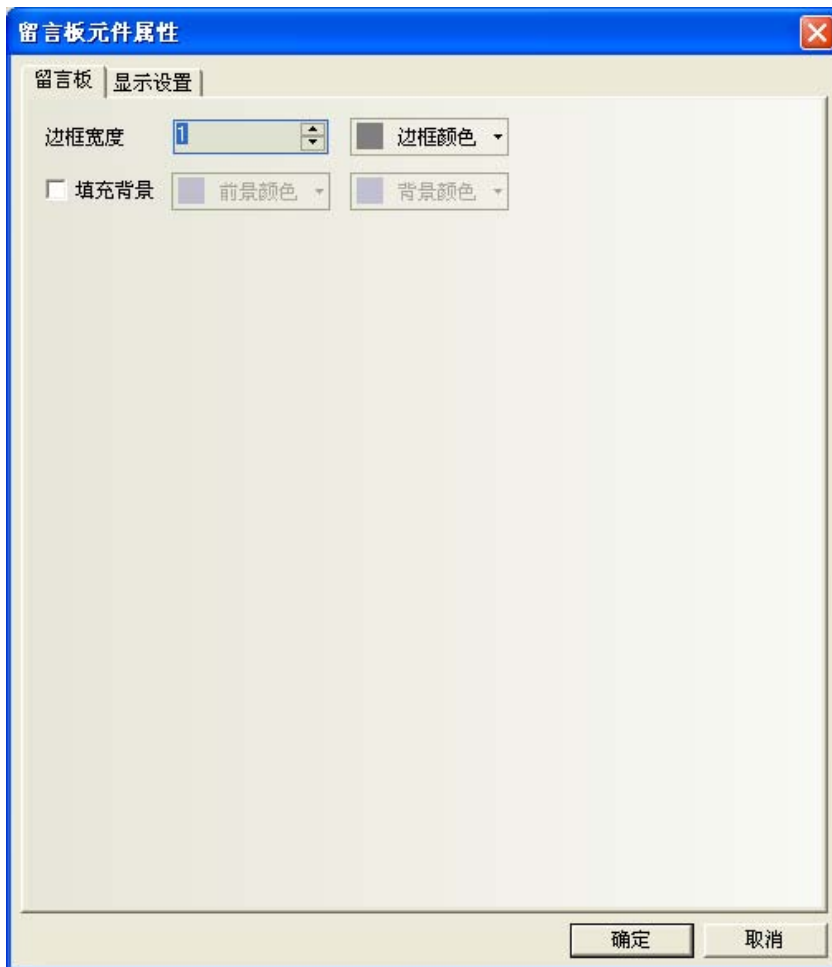 留言板元件属性
留言板 显示设置
边框宽度 1 边框颜色
填充背景 前景颜色 背景颜色
确定 取消